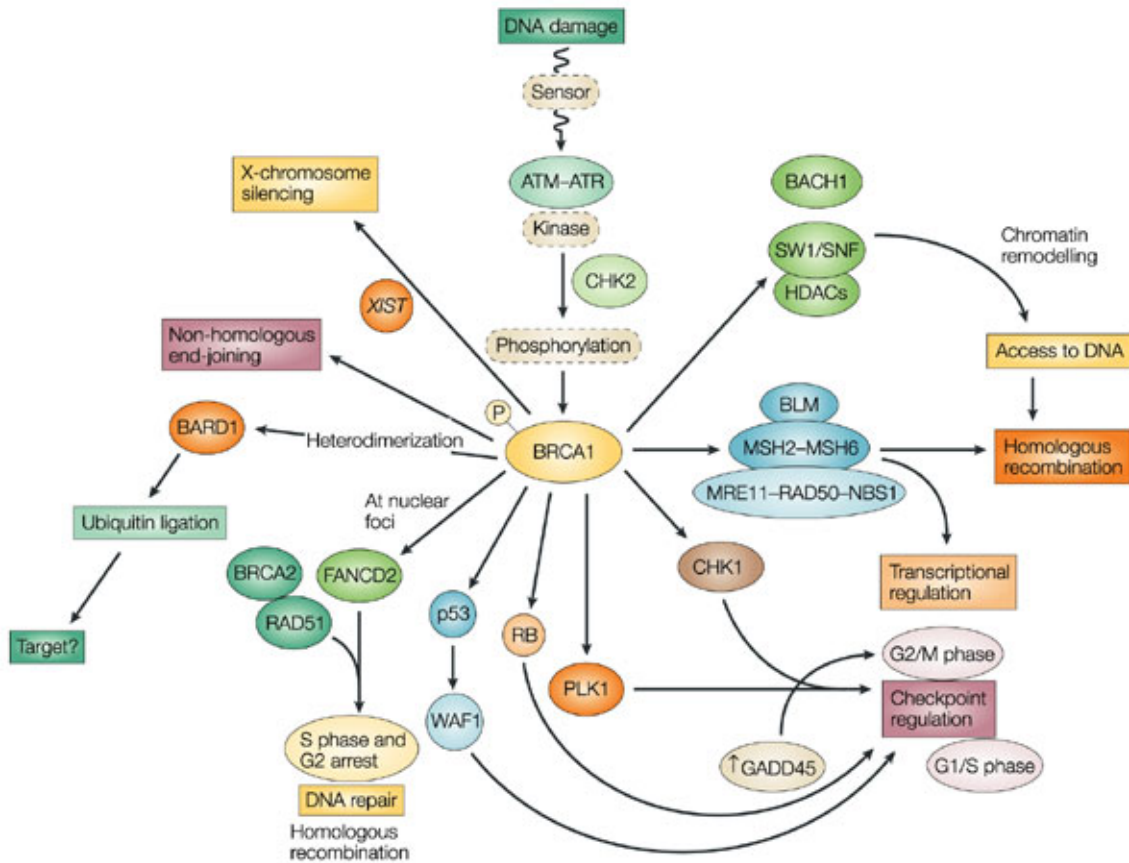 DNA damage
Sensor
ATM–ATR
Kinase
CHK2
Phosphorylation
X-chromosome
silencing
XIST
Non-homologous
end-joining
BARD1
Heterodimerization
Ubiquitin ligation
Target?
P
BRCA1
BACH1
SW1/SNF
HDACs
Chromatin
remodelling
Access to DNA
BLM
MSH2–MSH6
MRE11–RAD50–NBS1
Homologous
recombination
Transcriptional
regulation
At nuclear
foci
BRCA2
FANCD2
RAD51
S phase and
G2 arrest
DNA repair
Homologous
recombination
p53
WAF1
RB
PLK1
CHK1
↑GADD45
G2/M phase
Checkpoint
regulation
G1/S phase